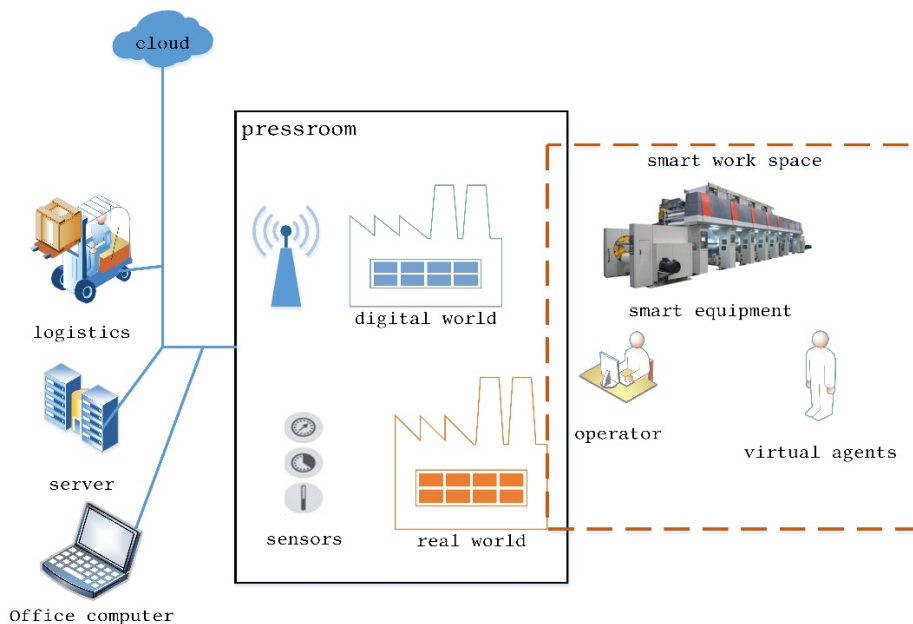 cloud
pressroom
smart work space
smart equipment
digital world
logistics
operator
virtual agents
server
sensors
real world
Office computer